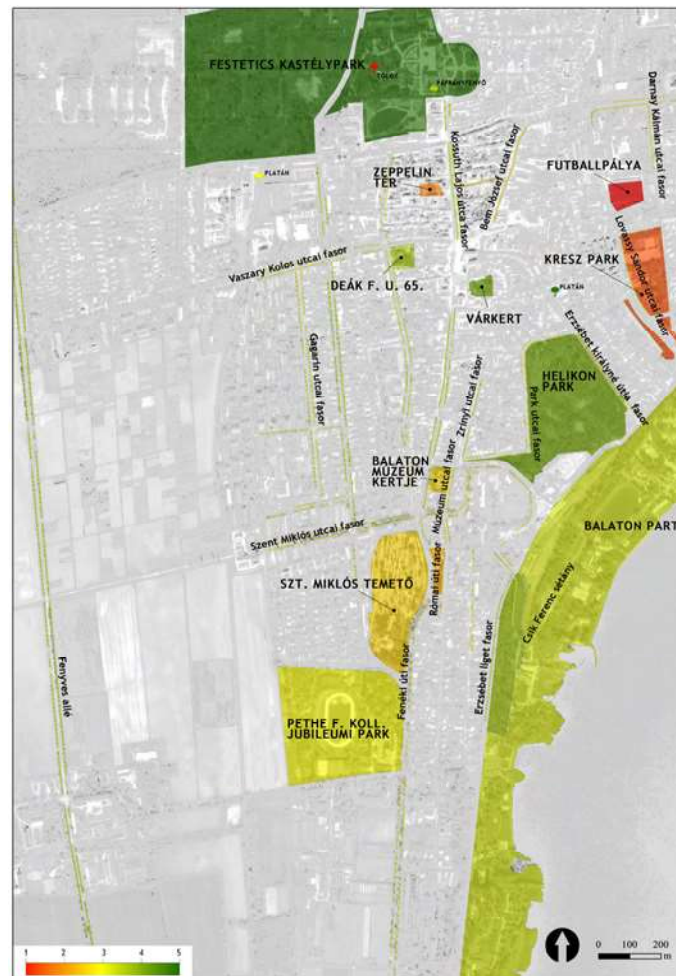 FESTETICS KASTÉLYPARK
TÖLGY
PÁFRÁNYFENYŐ
Darnay Kálmán utcai fasor
Kossuth Lajos utca fasor
Bem József utcai fasor
FUTBALLPÁLYA
ZEPPELIN
TÉR
PLATÁN
Lovassy Sándor utcai fasor
KRESZ PARK
Vaszary Kolos utcai fasor
DEÁK F. U. 65.
VÁRKERT
PLATÁN
Erzsébet királyné útja fasor
Gagarin utcai fasor
HELIKON
PARK
Park utcai fasor
Zrínyi utcai fasor
BALATON
MÚZEUM
KERTJE
Múzeum utcai fasor
Szent Miklós utcai fasor
BALATON PART
SZT. MIKLÓS TEMETŐ
Római úti fasor
Csík Ferenc sétány
Erzsébet liget fasor
Fenyves allé
Fenéki úti fasor
PETHE F. KOLL.
JUBILEUMI PARK
1 2 3 4 5
0 100 200
m